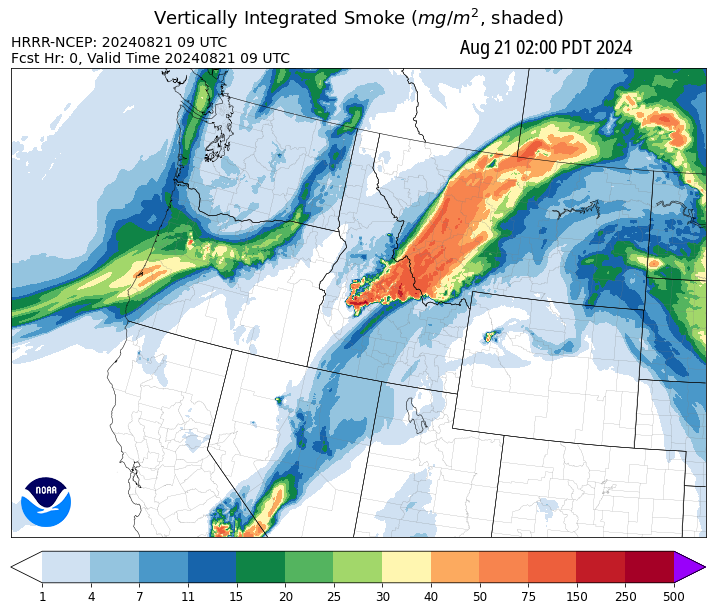 Vertically Integrated Smoke (mg/m², shaded)
HRRR-NCEP: 20240821 09 UTC
Aug 21 02:00 PDT 2024
Fcst Hr: 0, Valid Time 20240821 09 UTC
NOAA
1 4 7 11 15 20 25 30 40 50 75 150 250 500